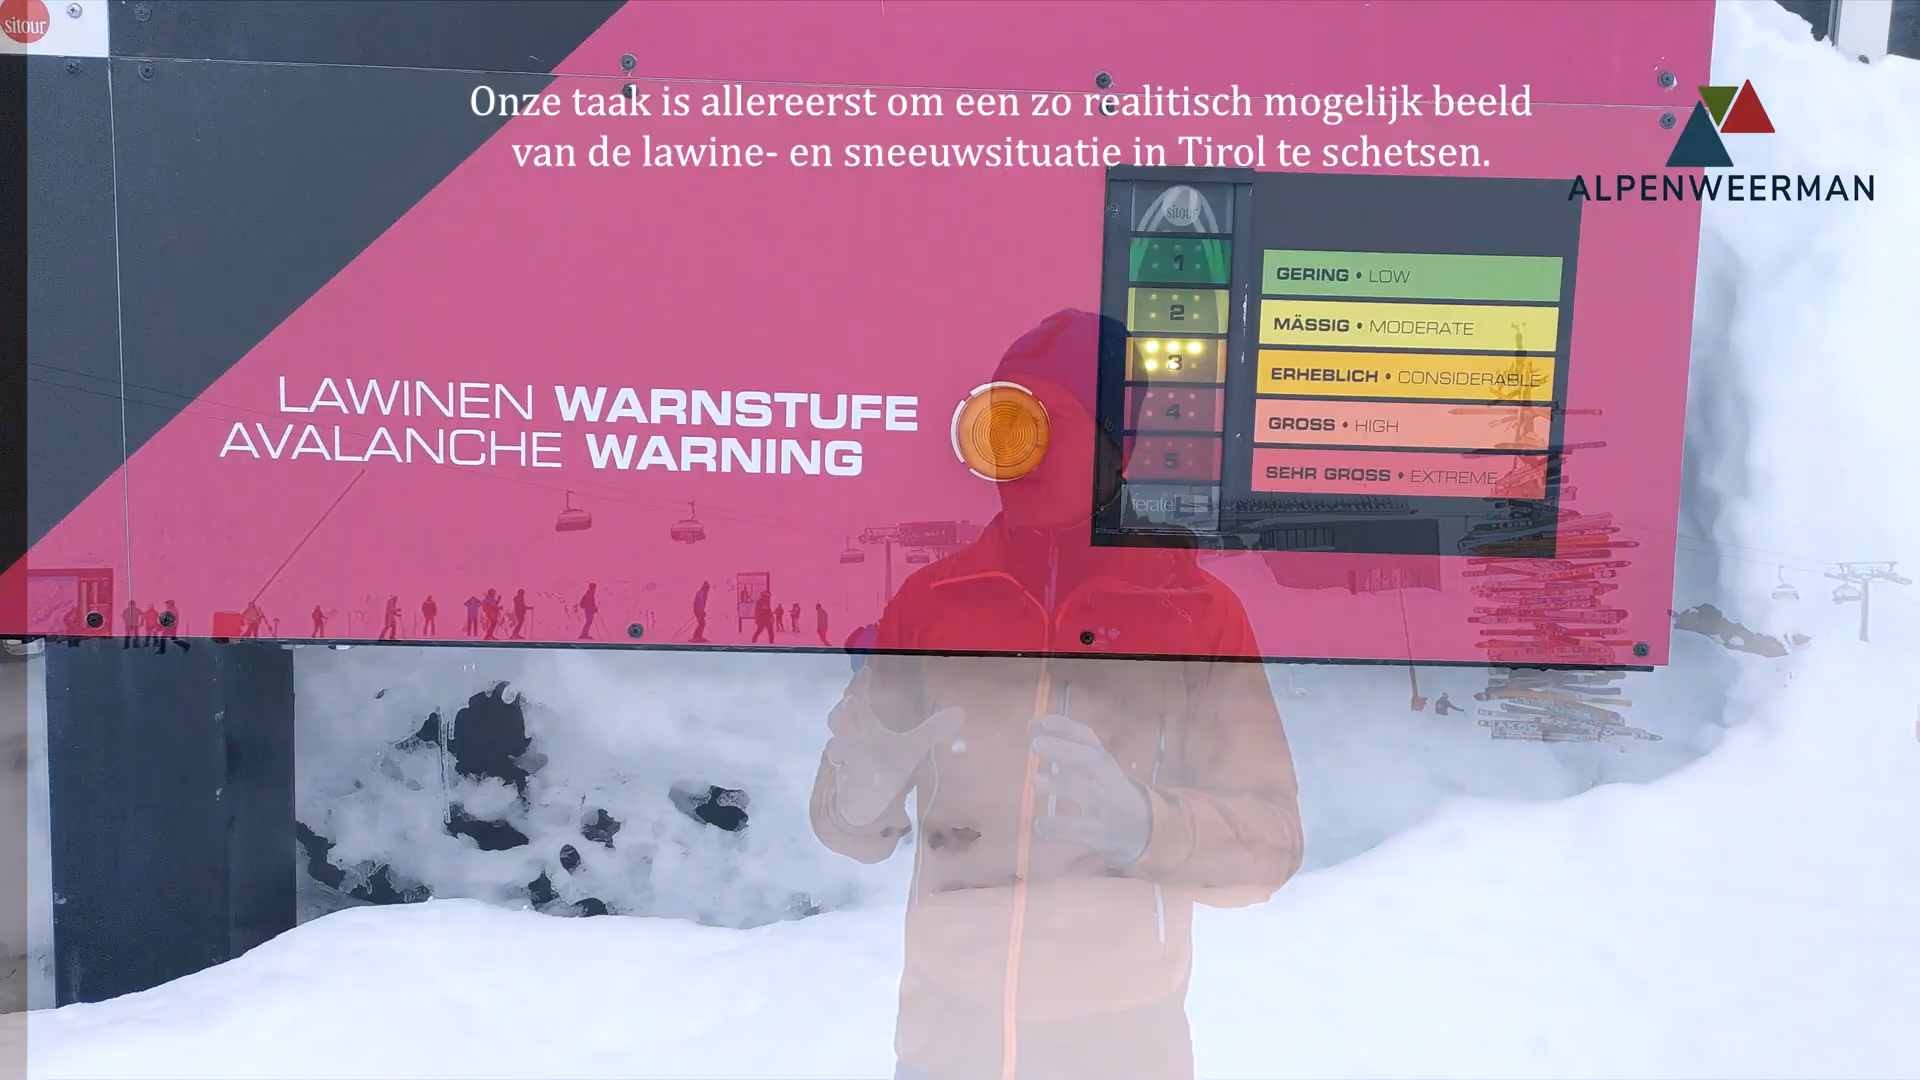 sitour
Onze taak is allereerst om een zo realitisch mogelijk beeld
van de lawine- en sneeuwsituatie in Tirol te schetsen.
ALPENWEERMAN
sitour
1
GERING • LOW
2
MÄSSIG • MODERATE
3
ERHEBLICH • CONSIDERABLE
4
GROSS • HIGH
5
SEHR GROSS • EXTREME
feratel
LAWINEN WARNSTUFE
AVALANCHE WARNING